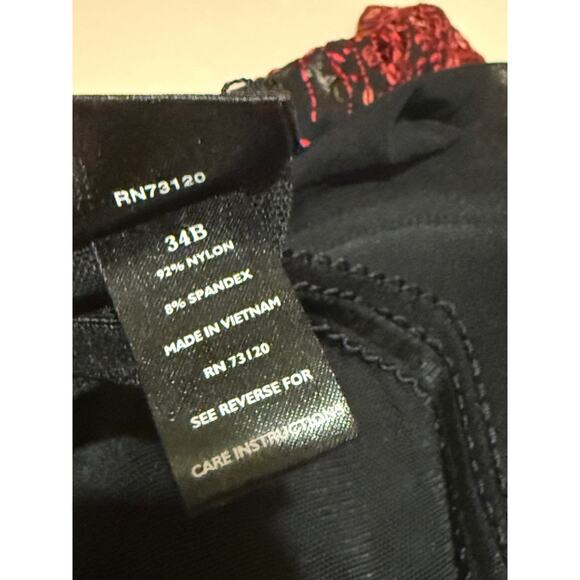 RN73120
34B
92% NYLON
8% SPANDEX
MADE IN VIETNAM
RN 73120
SEE REVERSE FOR
CARE INSTRUCTIONS